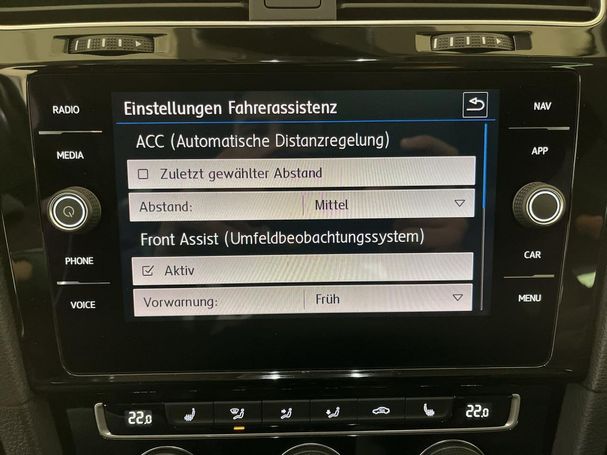 RADIO
MEDIA
PHONE
VOICE
Einstellungen Fahrerassistenz
ACC (Automatische Distanzregelung)
Zuletzt gewählter Abstand
Abstand: Mittel
Front Assist (Umfeldbeobachtungssystem)
Aktiv
Vorwarnung: Früh
NAV
APP
CAR
MENU
22.0 22.0